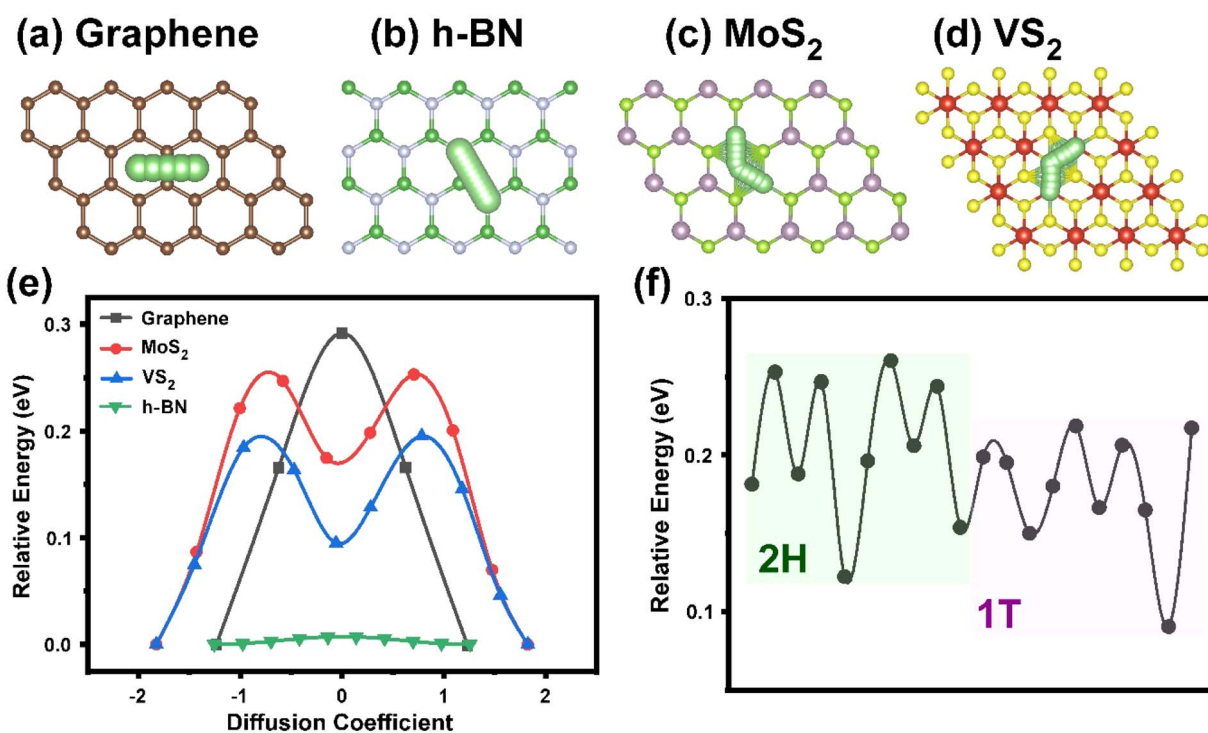 (a) Graphene
(b) h-BN
(c) MoS₂
(d) VS₂
(e)
Graphene
MoS₂
VS₂
h-BN
0.3
0.2
0.1
0.0
Relative Energy (eV)
-2
-1
0
1
2
Diffusion Coefficient
(f)
0.3
0.2
0.1
Relative Energy (eV)
2H
1T